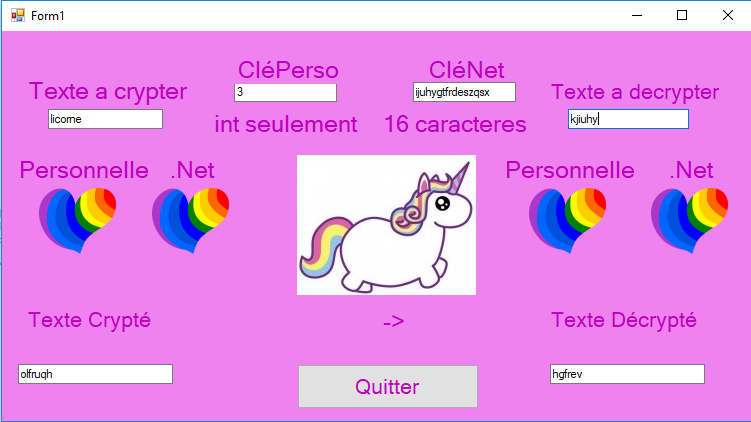 Form1
CléPerso CléNet
Texte a crypter Texte a decrypter
3 ijuhygtfrdeszqsx
licorne kjiuhy
int seulement 16 caracteres
Personnelle .Net Personnelle .Net
Texte Crypté -> Texte Décrypté
olfruqh hgfrev
Quitter